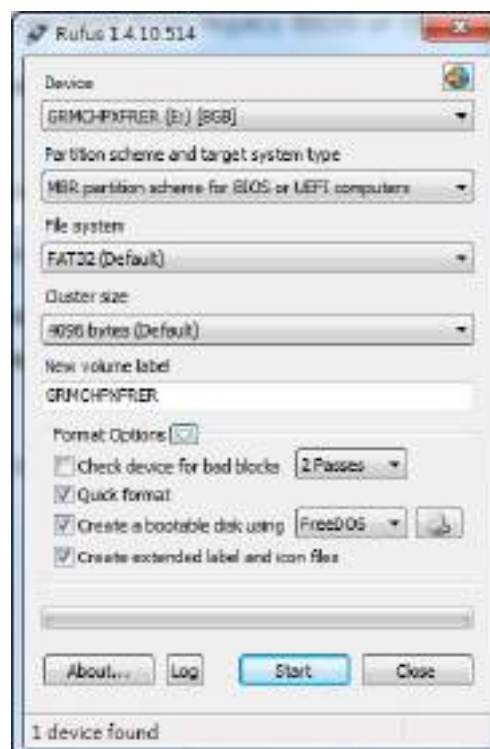 Rufus 1.4.10.514
Device
GRMCHPXFRER (E:) [8GB]
Partition scheme and target system type
MBR partition scheme for BIOS or UEFI computers
File system
FAT32 (Default)
Cluster size
4096 bytes (Default)
New volume label
GRMCHPXFRER
Format Options
Check device for bad blocks 2 Passes
Quick format
Create a bootable disk using FreeDOS
Create extended label and icon files
About... Log Start Close
1 device found